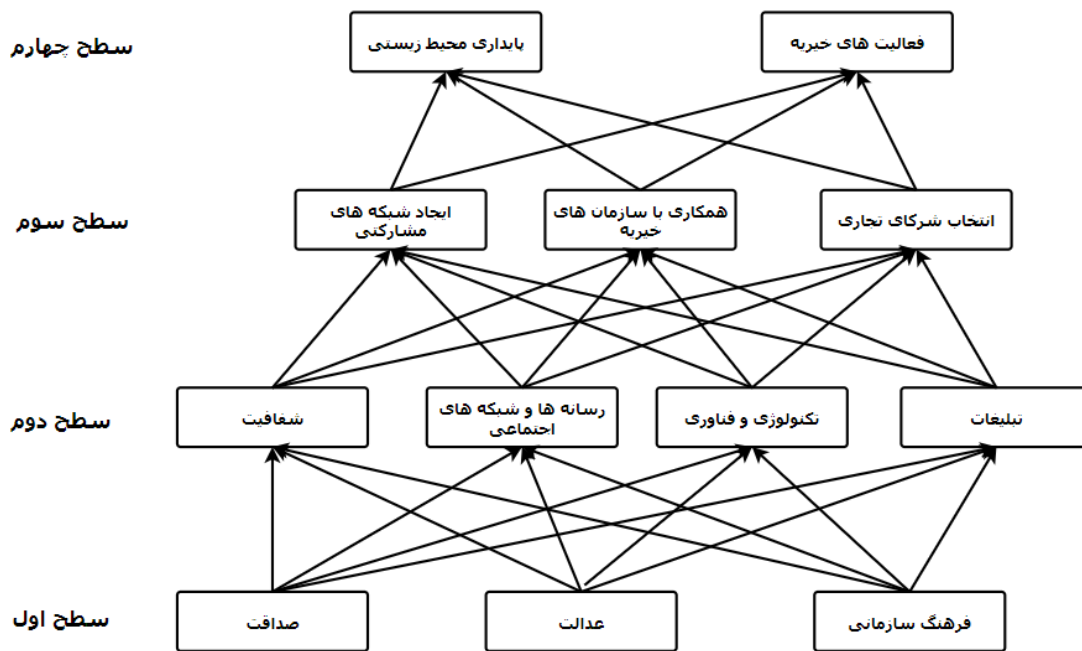 سطح چهارم
فعالیت های خیریه
پایداری محیط زیستی
سطح سوم
انتخاب شرکای تجاری
همکاری با سازمان های
خیریه
ایجاد شبکه های
مشارکتی
سطح دوم
تبلیغات
تکنولوژی و فناوری
رسانه ها و شبکه های
اجتماعی
شفافیت
سطح اول
فرهنگ سازمانی
عدالت
صداقت